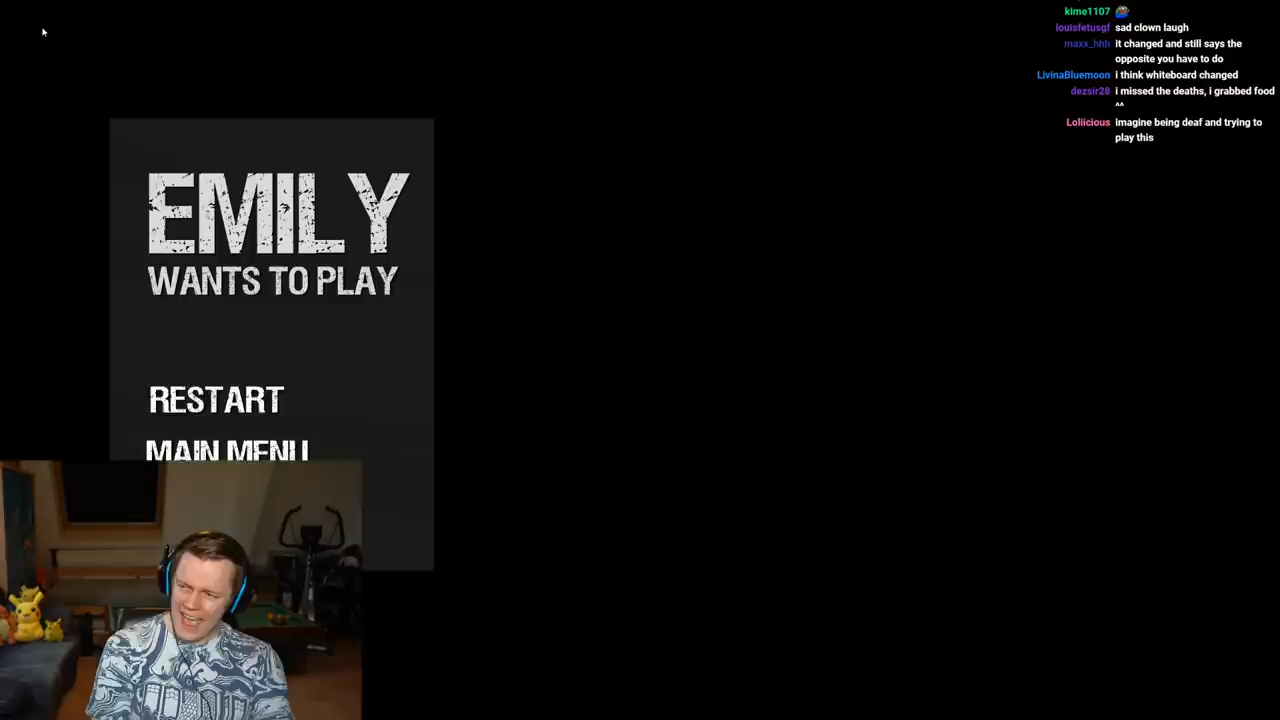 EMILY
WANTS TO PLAY
RESTART
MAIN MENU
kime1107
louisfetusgf sad clown laugh
maxx_hhh it changed and still says the
opposite you have to do
LivinaBluemoon i think whiteboard changed
dezsir28 i missed the deaths, i grabbed food
^^
Loliicious imagine being deaf and trying to
play this